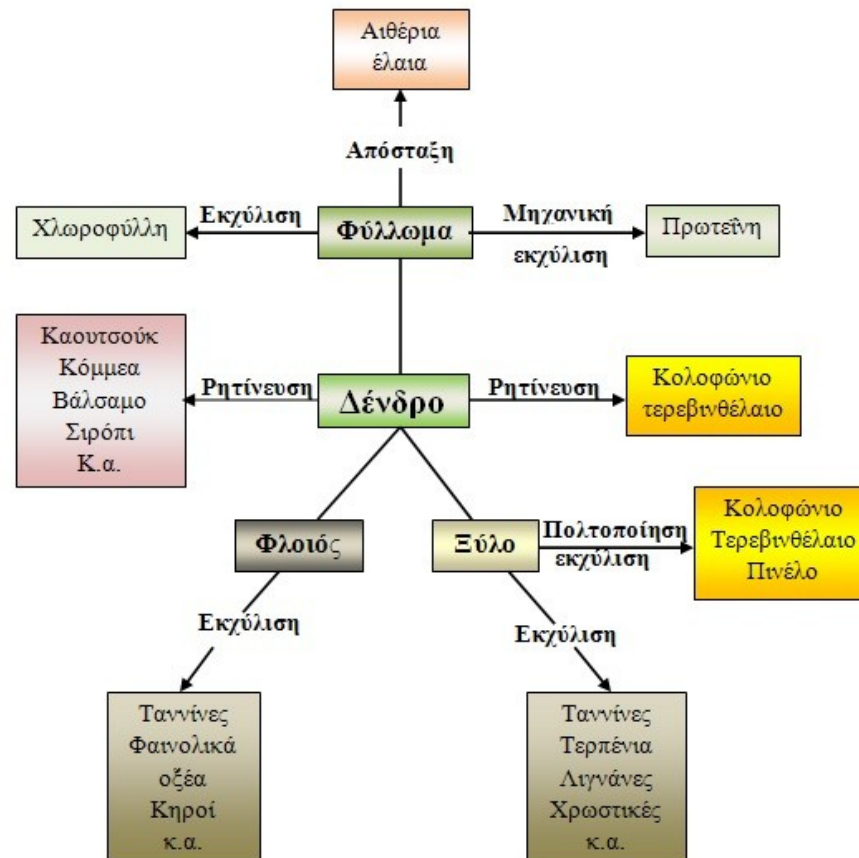 Αιθέρια
έλαια
Απόσταξη
Χλωροφύλλη
Εκχύλιση
Φύλλωμα
Μηχανική
εκχύλιση
Πρωτεΐνη
Καουτσούκ
Κόμμεα
Βάλσαμο
Σιρόπι
Κ.α.
Ρητίνευση
Δένδρο
Ρητίνευση
Κολοφώνιο
τερεβινθέλαιο
Φλοιός
Ξύλο
Πολτοποίηση
εκχύλιση
Κολοφώνιο
Τερεβινθέλαιο
Πινέλο
Εκχύλιση
Εκχύλιση
Ταννίνες
Φαινολικά
οξέα
Κηροί
κ.α.
Ταννίνες
Τερπένια
Λιγνάνες
Χρωστικές
κ.α.